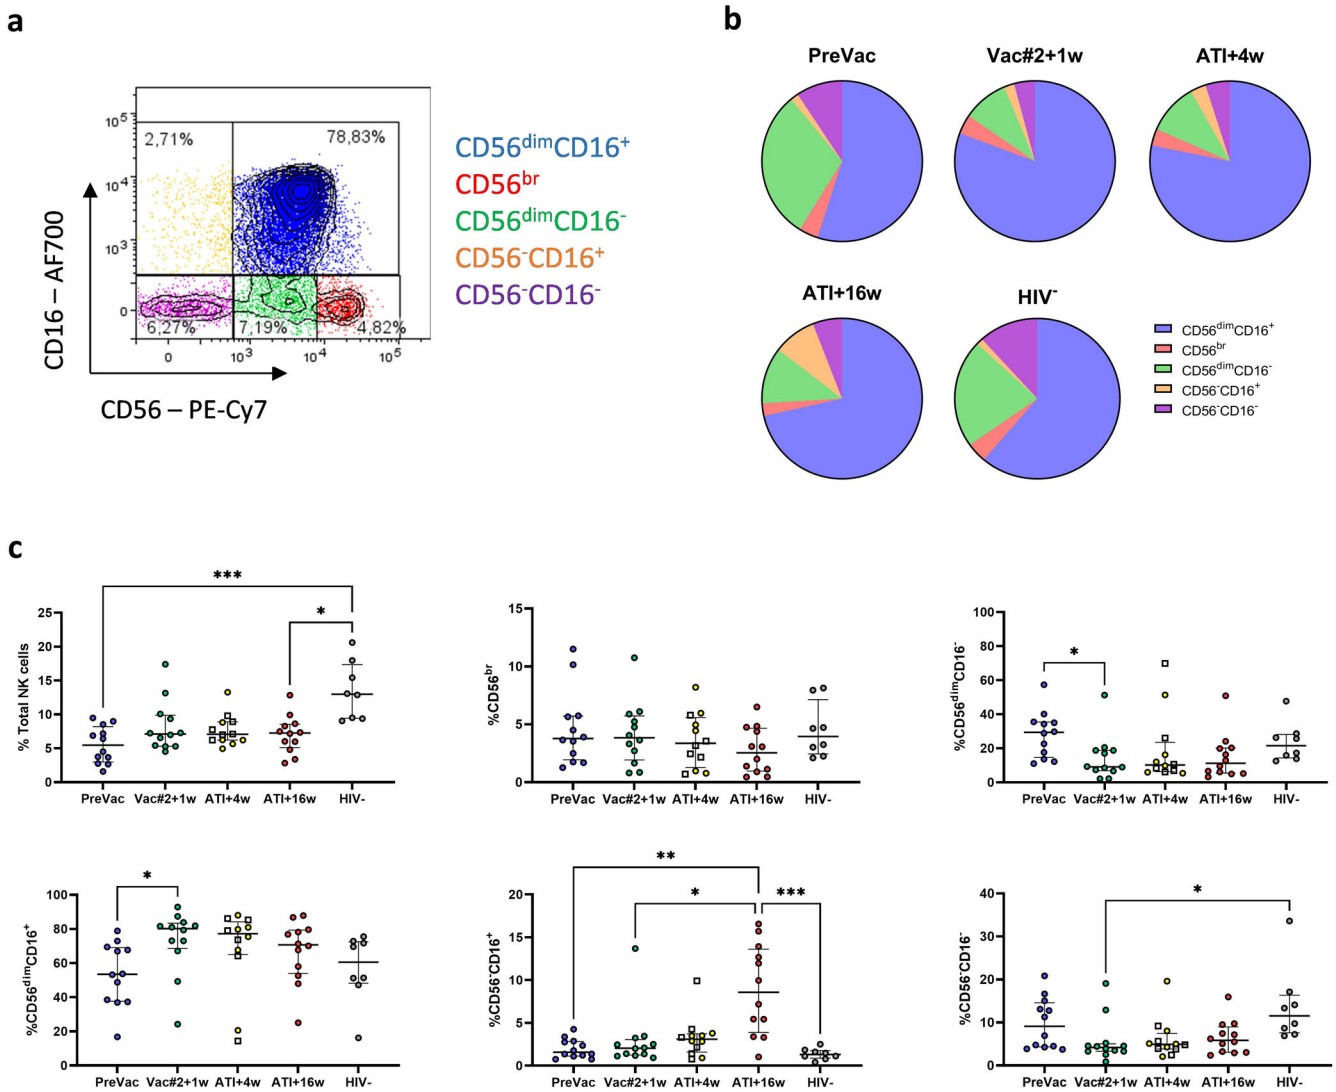 a
b
10⁵
10⁴
10³
0
2,71%
78,83%
6,27%
7,19%
4,82%
0
10³
10⁴
10⁵
CD16 – AF700
CD56 – PE-Cy7
CD56ᵈⁱᵐCD16⁺
CD56ᵇʳ
CD56ᵈⁱᵐCD16⁻
CD56⁻CD16⁺
CD56⁻CD16⁻
PreVac
Vac#2+1w
ATI+4w
ATI+16w
HIV⁻
CD56ᵈⁱᵐCD16⁺
CD56ᵇʳ
CD56ᵈⁱᵐCD16⁻
CD56⁻CD16⁺
CD56⁻CD16⁻
c
% Total NK cells
25
20
15
10
5
0
***
*
PreVac Vac#2+1w ATI+4w ATI+16w HIV-
%CD56ᵇʳ
15
10
5
0
PreVac Vac#2+1w ATI+4w ATI+16w HIV-
%CD56ᵈⁱᵐCD16⁻
100
80
60
40
20
0
*
PreVac Vac#2+1w ATI+4w ATI+16w HIV-
%CD56ᵈⁱᵐCD16⁺
100
80
60
40
20
0
*
PreVac Vac#2+1w ATI+4w ATI+16w HIV-
%CD56⁻CD16⁺
20
15
10
5
0
**
*
***
PreVac Vac#2+1w ATI+4w ATI+16w HIV-
%CD56⁻CD16⁻
40
30
20
10
0
*
PreVac Vac#2+1w ATI+4w ATI+16w HIV-